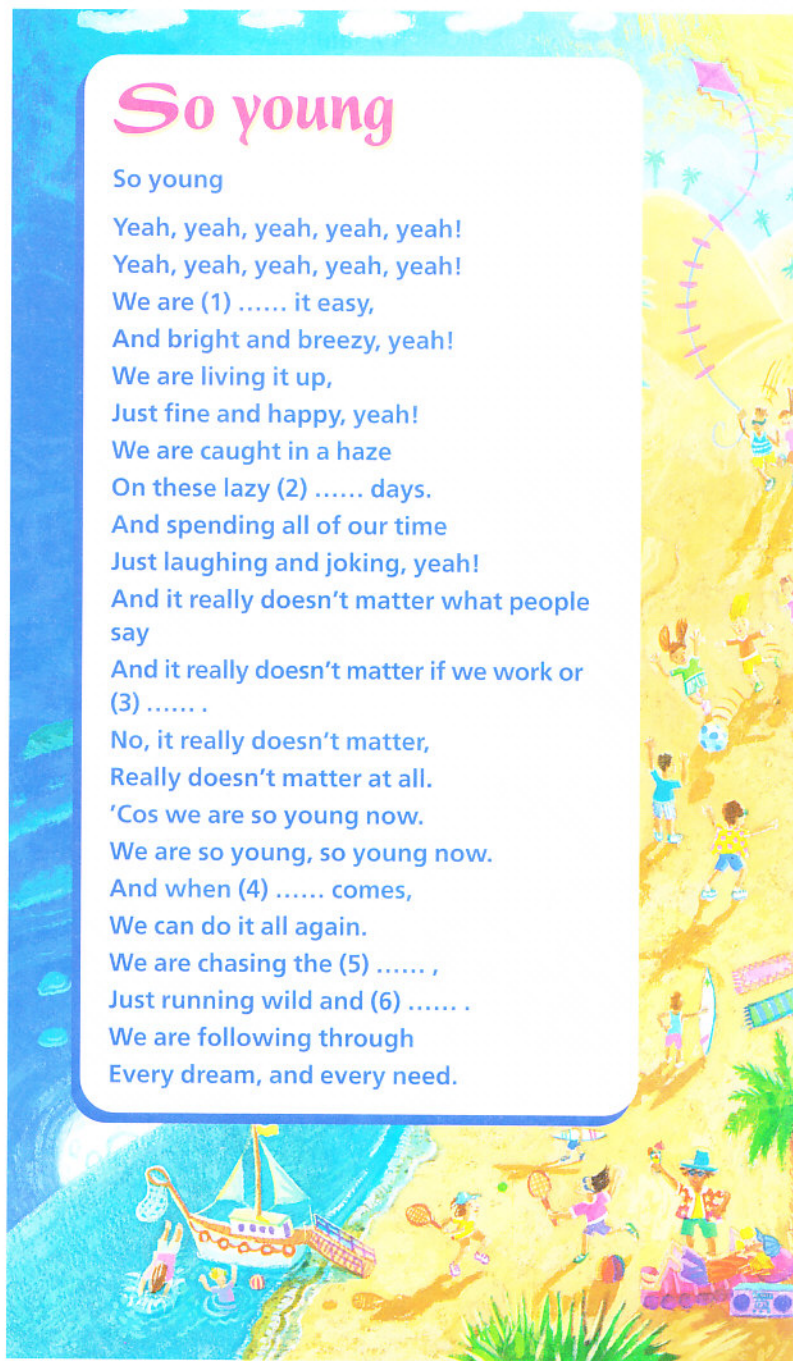 So young
So young
Yeah, yeah, yeah, yeah, yeah!
Yeah, yeah, yeah, yeah, yeah!
We are (1) ...... it easy,
And bright and breezy, yeah!
We are living it up,
Just fine and happy, yeah!
We are caught in a haze
On these lazy (2) ...... days.
And spending all of our time
Just laughing and joking, yeah!
And it really doesn't matter what people
say
And it really doesn't matter if we work or
(3) ...... .
No, it really doesn't matter,
Really doesn't matter at all.
'Cos we are so young now.
We are so young, so young now.
And when (4) ...... comes,
We can do it all again.
We are chasing the (5) ...... ,
Just running wild and (6) ...... .
We are following through
Every dream, and every need.